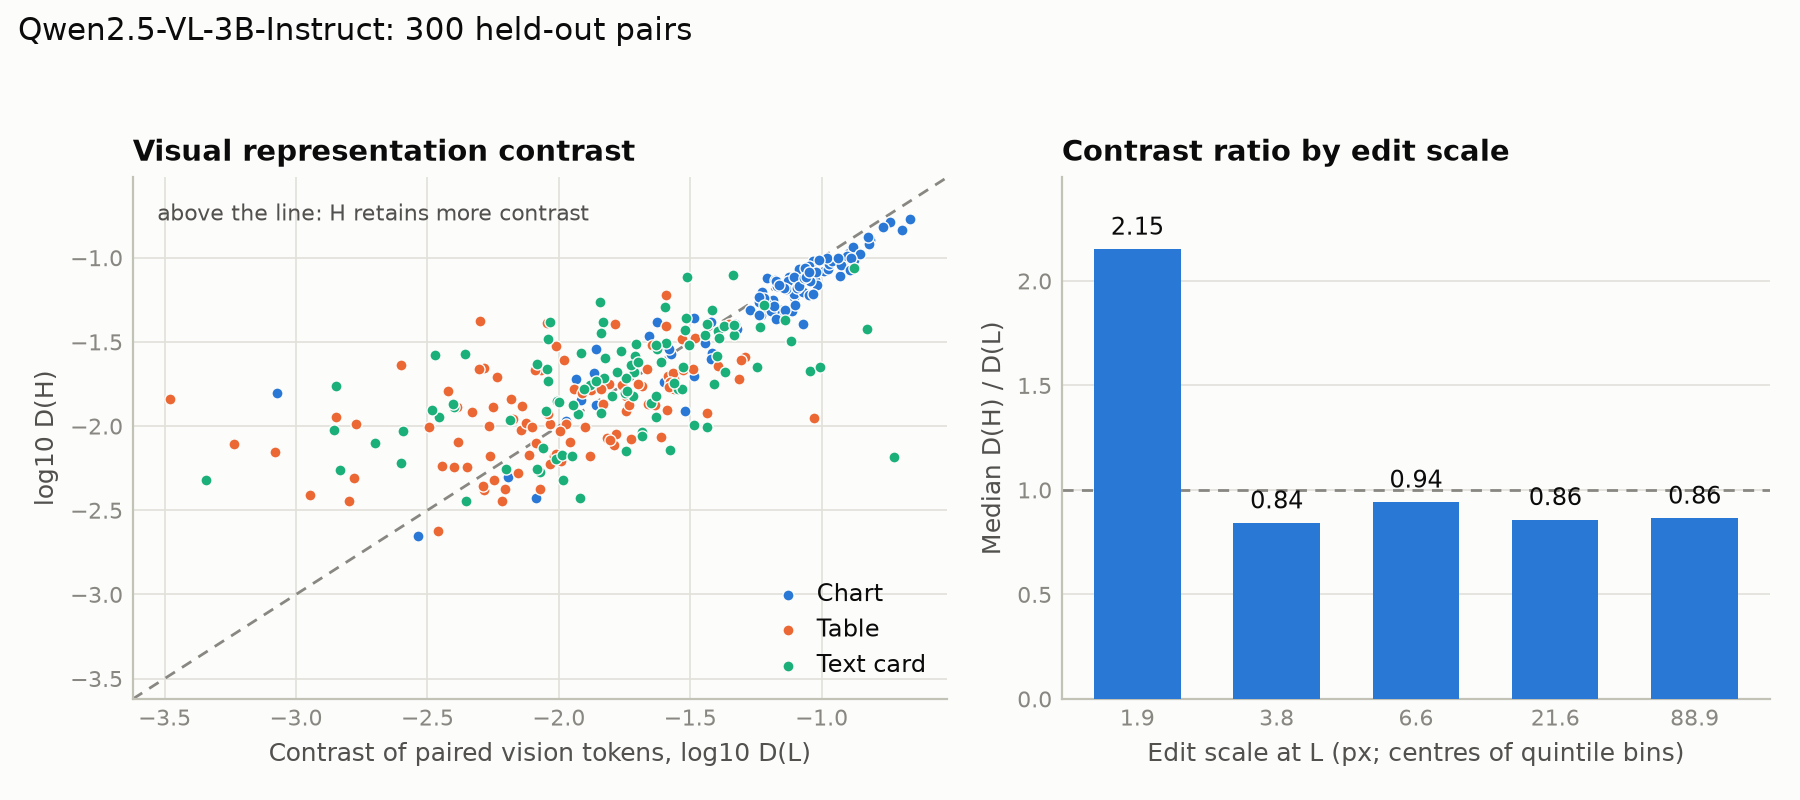 Qwen2.5-VL-3B-Instruct: 300 held-out pairs
Visual representation contrast
above the line: H retains more contrast
log10 D(H)
−1.0
−1.5
−2.0
−2.5
−3.0
−3.5
Chart
Table
Text card
−3.5 −3.0 −2.5 −2.0 −1.5 −1.0
Contrast of paired vision tokens, log10 D(L)
Contrast ratio by edit scale
Median D(H) / D(L)
2.0
1.5
1.0
0.5
0.0
2.15
0.84
0.94
0.86
0.86
1.9 3.8 6.6 21.6 88.9
Edit scale at L (px; centres of quintile bins)